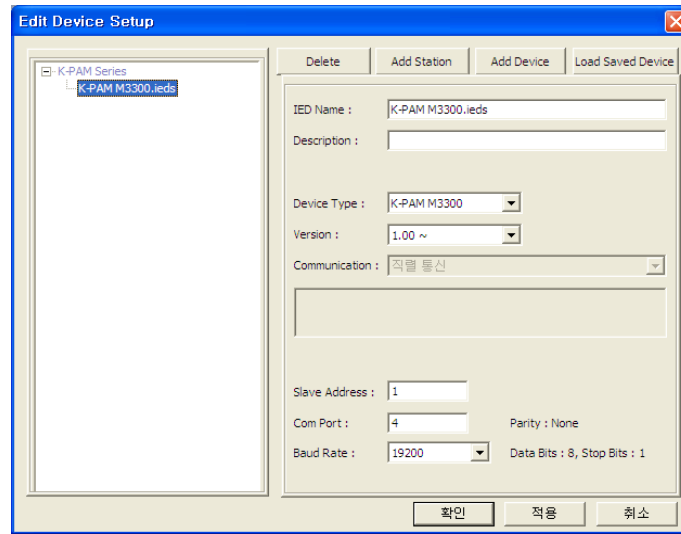 Edit Device Setup
K-PAM Series
K-PAM M3300.ieds
Delete
Add Station
Add Device
Load Saved Device
IED Name :
K-PAM M3300.ieds
Description :
Device Type :
K-PAM M3300
Version :
1.00 ~
Communication :
직렬 통신
Slave Address :
1
Com Port :
4
Parity : None
Baud Rate :
19200
Data Bits : 8, Stop Bits : 1
확인
적용
취소